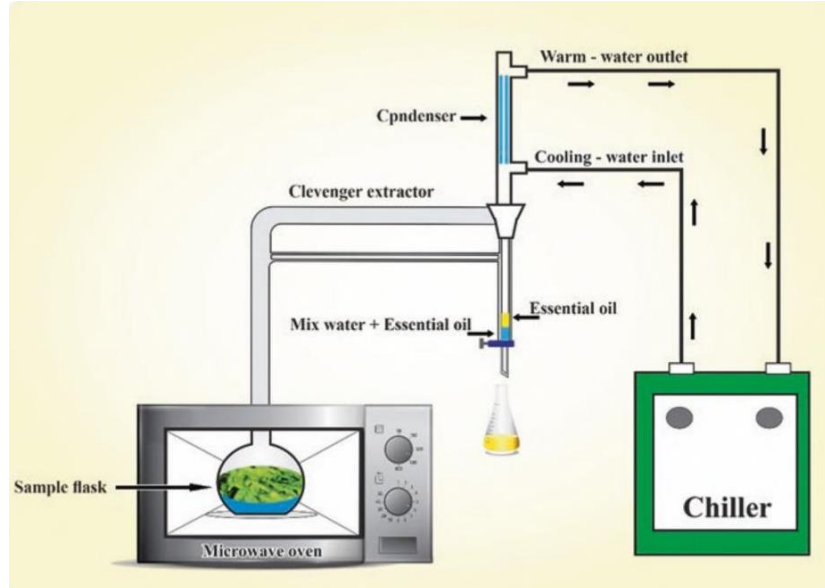 Warm - water outlet
Cpndenser
Cooling - water inlet
Clevenger extractor
Essential oil
Mix water + Essential oil
Sample flask
Microwave oven
Chiller